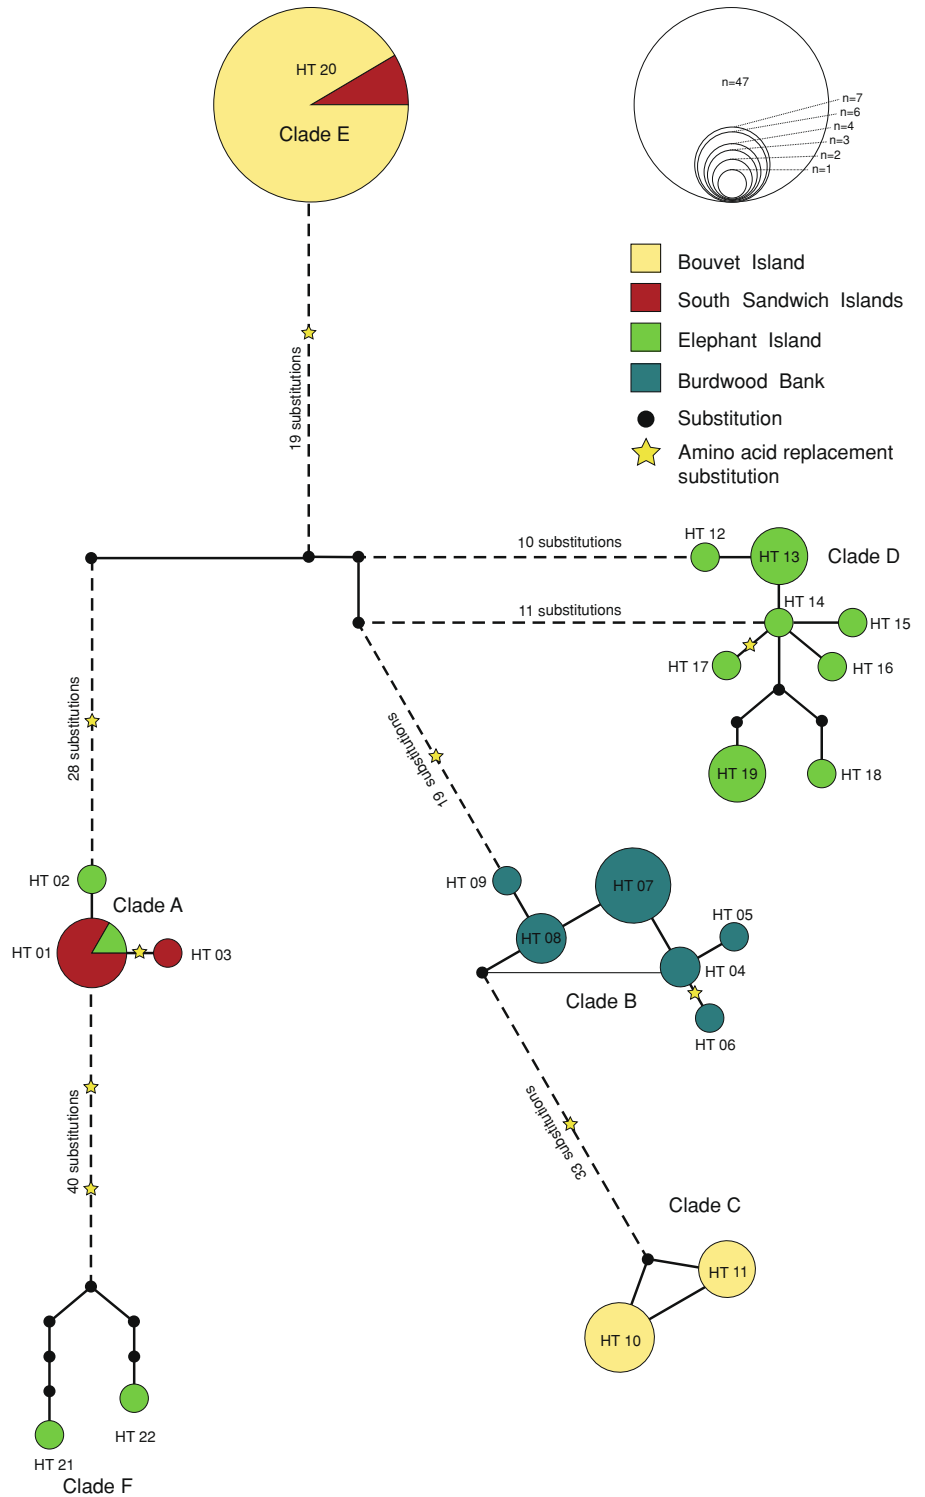 HT 20
Clade E
n=47
n=7
n=6
n=4
n=3
n=2
n=1
Bouvet Island
South Sandwich Islands
Elephant Island
Burdwood Bank
Substitution
Amino acid replacement
substitution
19 substitutions
10 substitutions
HT 12
HT 13
Clade D
11 substitutions
HT 14
HT 15
HT 17
HT 16
HT 19
HT 18
28 substitutions
19 substitutions
HT 02
Clade A
HT 01
HT 03
HT 09
HT 07
HT 08
HT 05
HT 04
Clade B
HT 06
40 substitutions
33 substitutions
Clade C
HT 11
HT 10
HT 22
HT 21
Clade F